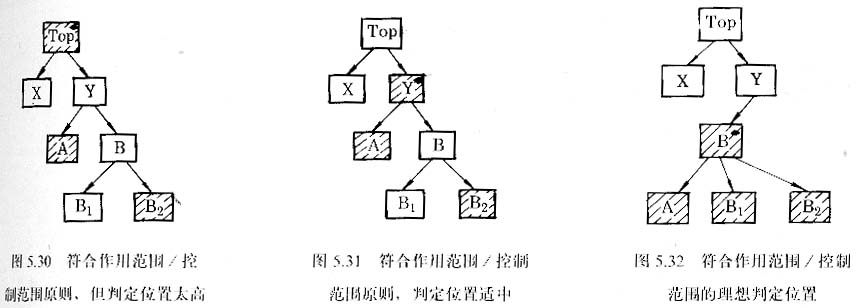 Top
X
Y
A
B
B1
B2
图 5.30 符合作用范围／控
制范围原则，但判定位置太高
Top
X
Y
A
B
B1
B2
图 5.31 符合作用范围／控制
范围原则，判定位置适中
Top
X
Y
B
A
B1
B2
图 5.32 符合作用范围／控制
范围的理想判定位置